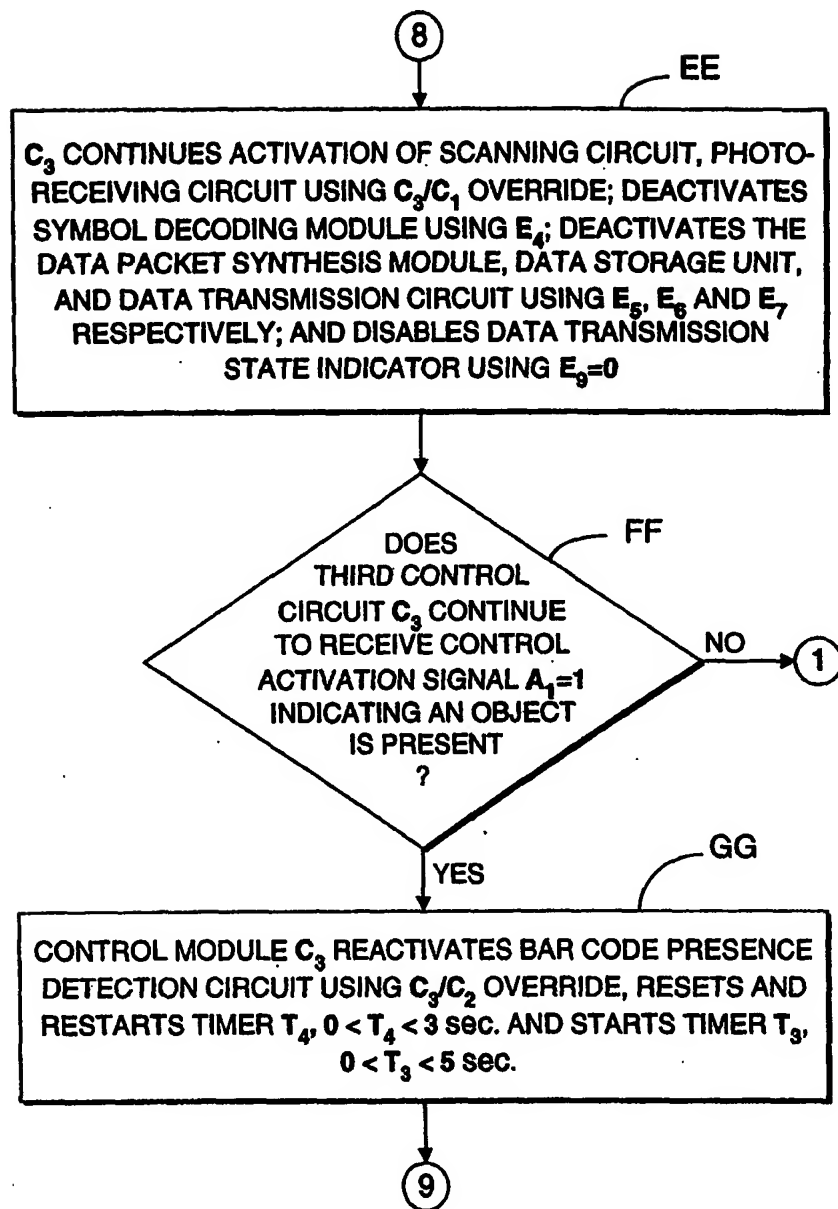 8
EE
C3 CONTINUES ACTIVATION OF SCANNING CIRCUIT, PHOTO-
RECEIVING CIRCUIT USING C3/C1 OVERRIDE; DEACTIVATES
SYMBOL DECODING MODULE USING E4; DEACTIVATES THE
DATA PACKET SYNTHESIS MODULE, DATA STORAGE UNIT,
AND DATA TRANSMISSION CIRCUIT USING E5, E6 AND E7
RESPECTIVELY; AND DISABLES DATA TRANSMISSION
STATE INDICATOR USING E9=0
FF
DOES
THIRD CONTROL
CIRCUIT C3 CONTINUE
TO RECEIVE CONTROL
ACTIVATION SIGNAL A1=1
INDICATING AN OBJECT
IS PRESENT
?
NO
1
YES
GG
CONTROL MODULE C3 REACTIVATES BAR CODE PRESENCE
DETECTION CIRCUIT USING C3/C2 OVERRIDE, RESETS AND
RESTARTS TIMER T4, 0 < T4 < 3 sec. AND STARTS TIMER T3,
0 < T3 < 5 sec.
9